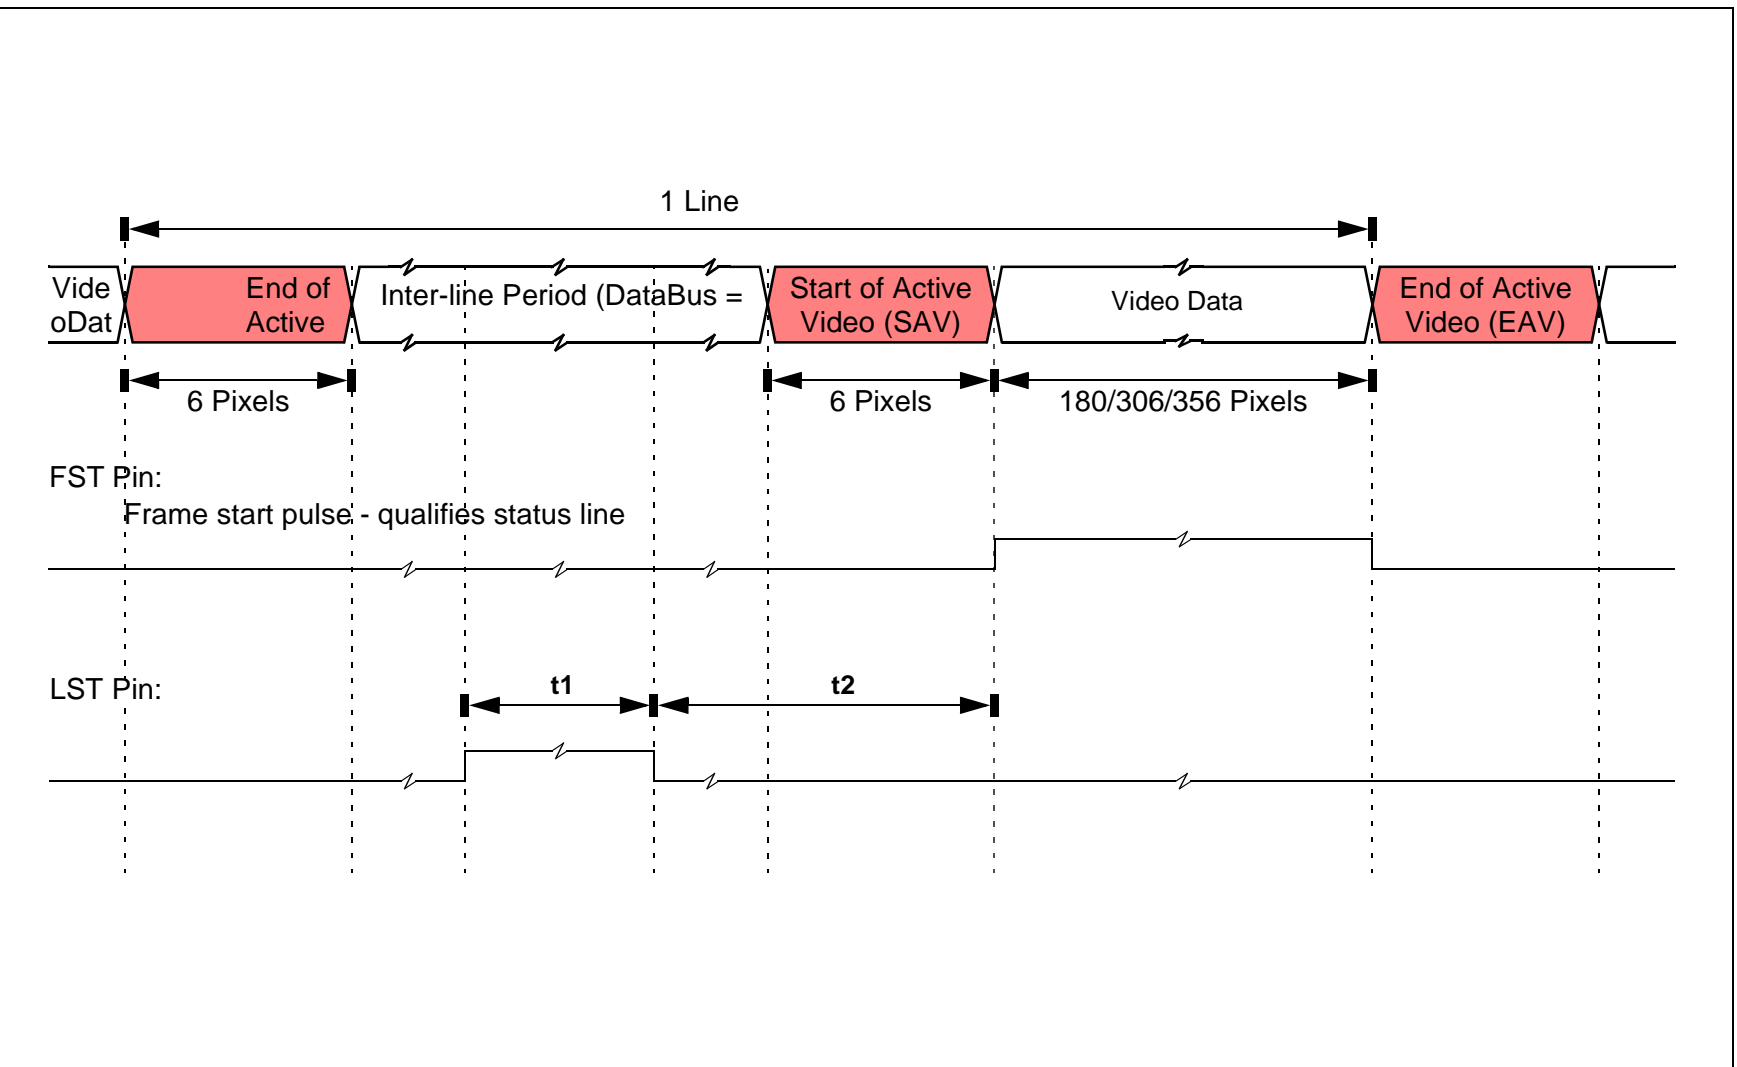 1 Line
Vide
oDat
End of
Active
Inter-line Period (DataBus =
Start of Active
Video (SAV)
Video Data
End of Active
Video (EAV)
6 Pixels
6 Pixels
180/306/356 Pixels
FST Pin:
Frame start pulse - qualifies status line
LST Pin:
t1
t2